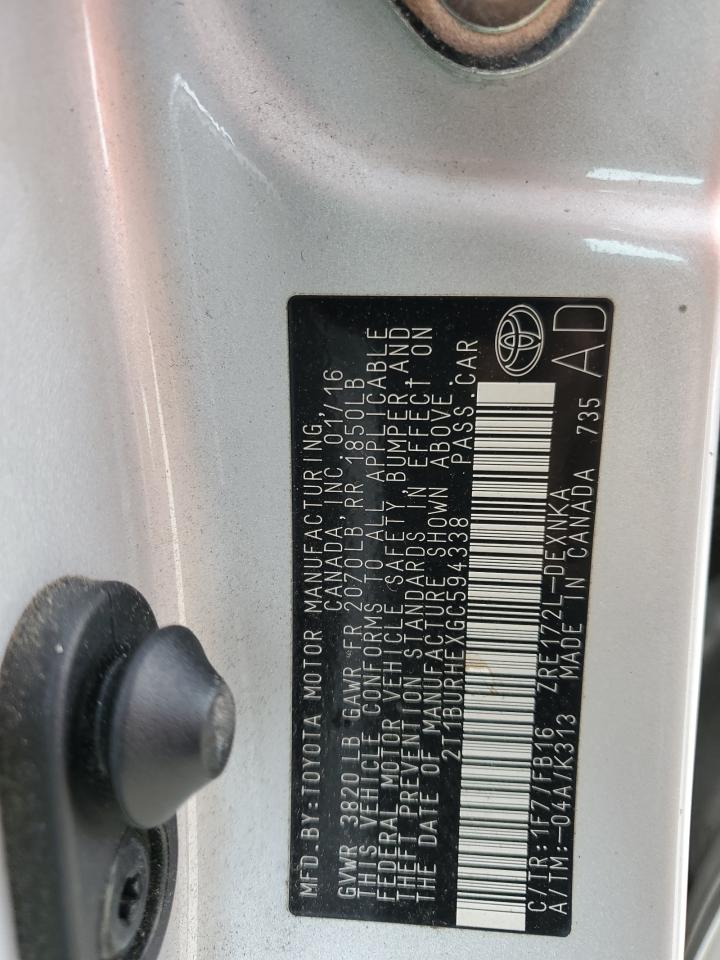 MFD.BY:TOYOTA MOTOR MANUFACTURING,
CANADA,INC. 01/16
GVWR 3820LB GAWR FR 2070LB RR 1850LB
THIS VEHICLE CONFORMS TO ALL APPLICABLE
FEDERAL MOTOR VEHICLE SAFETY, BUMPER,AND
THEFT PREVENTION STANDARDS IN EFFECT ON
THE DATE OF MANUFACTURE SHOWN ABOVE.
2T1BURHEXGC594338 PASS.CAR
C/TR:1F7/FB16 ZRE172L-DEXNKA
A/TM:-04A/K313 MADE IN CANADA 735
AD